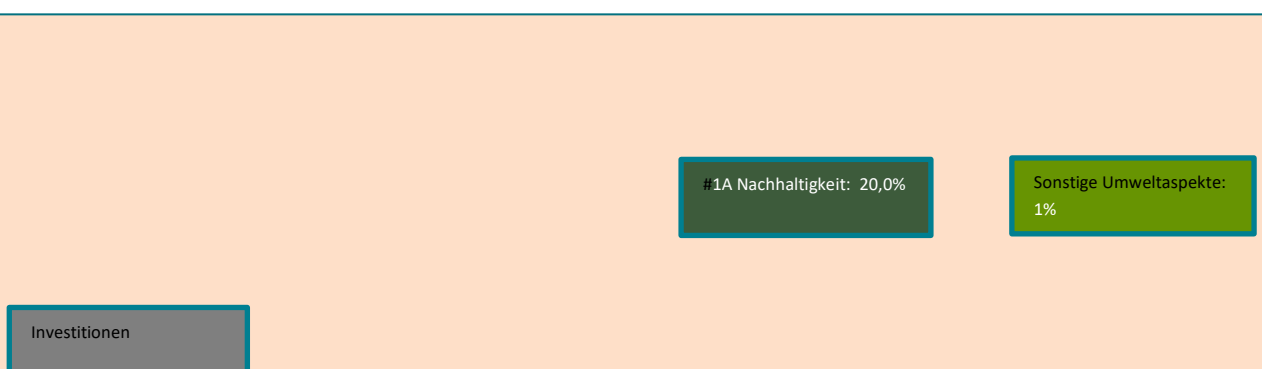 #1A Nachhaltigkeit: 20,0%
Sonstige Umweltaspekte:
1%
Investitionen